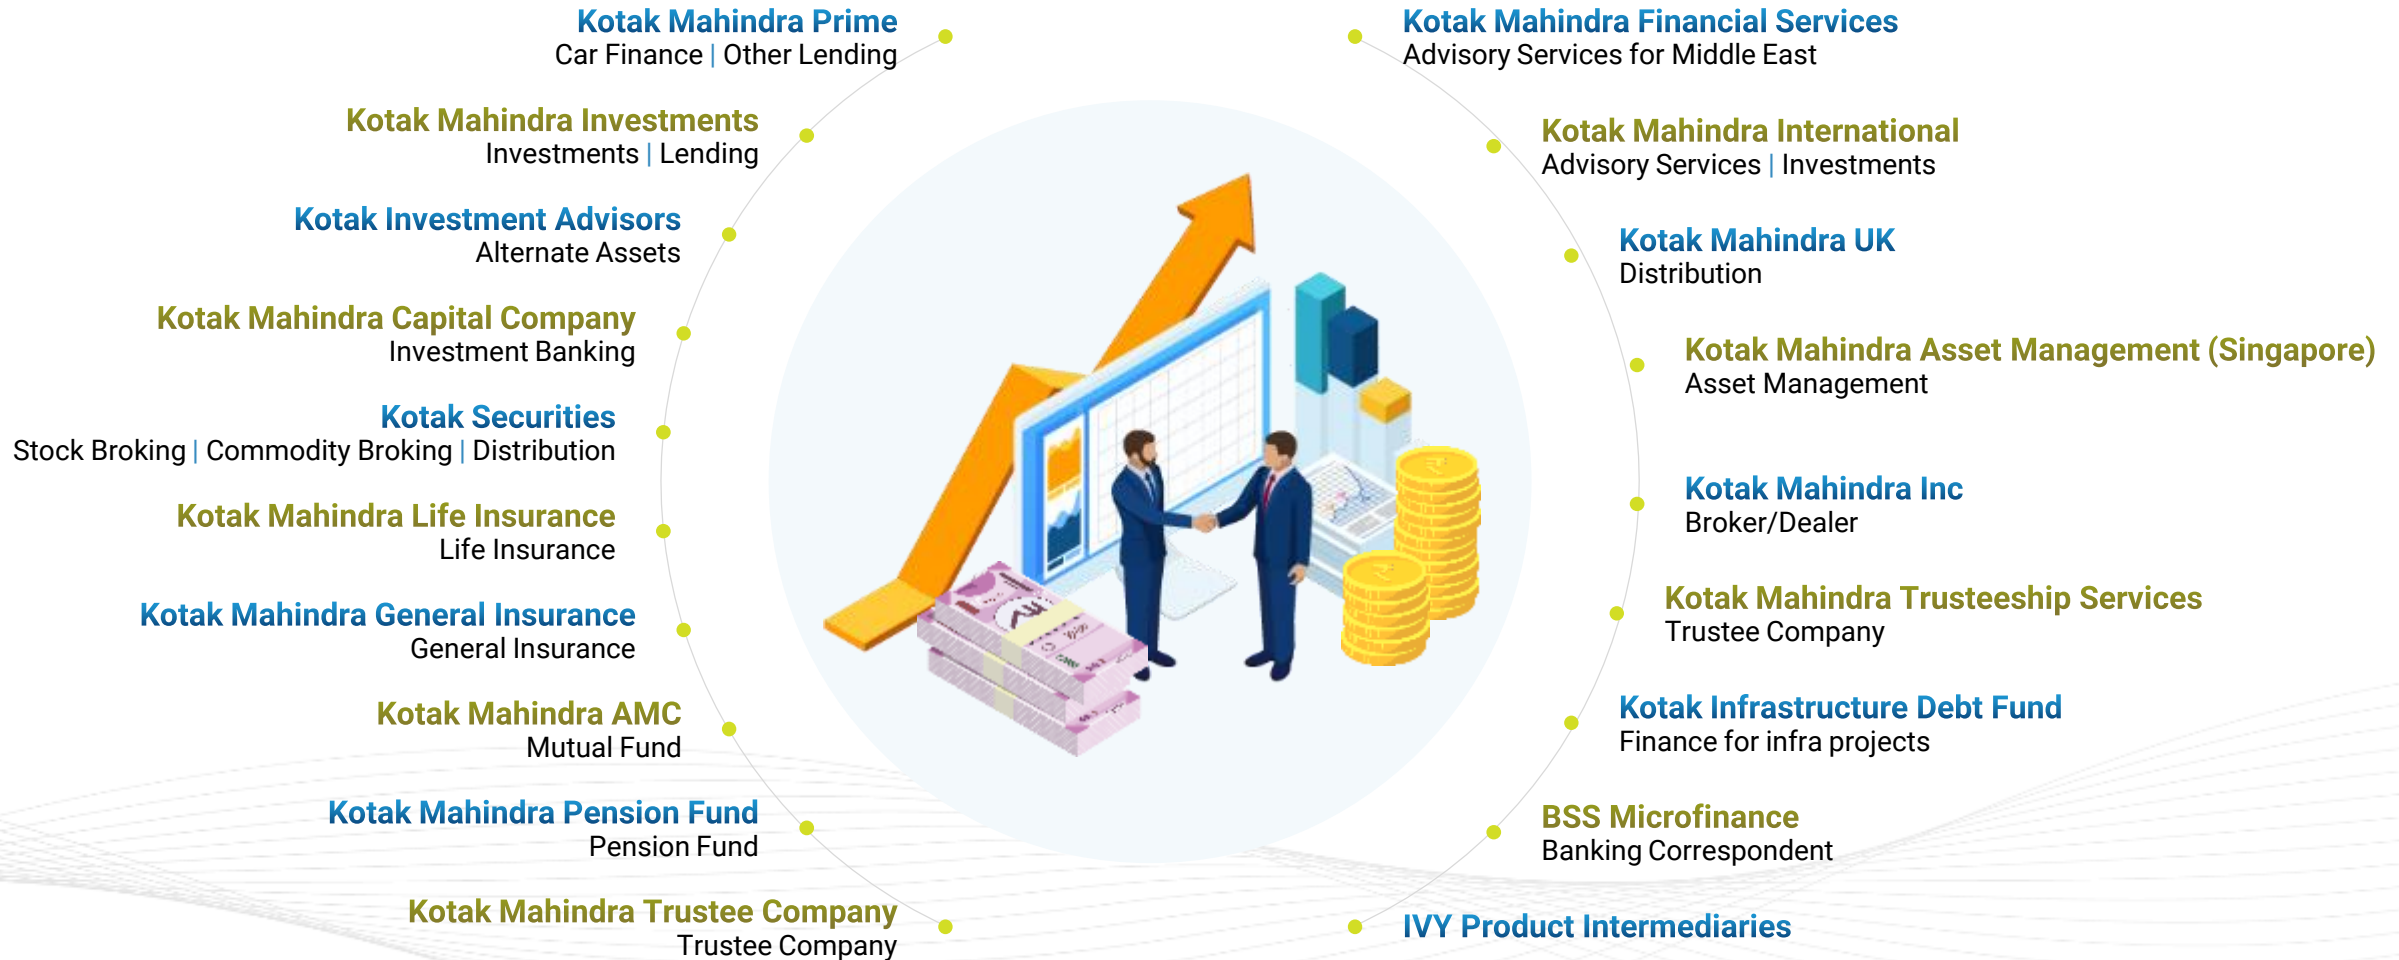 Kotak Mahindra Prime
Car Finance | Other Lending
Kotak Mahindra Investments
Investments | Lending
Kotak Investment Advisors
Alternate Assets
Kotak Mahindra Capital Company
Investment Banking
Kotak Securities
Stock Broking | Commodity Broking | Distribution
Kotak Mahindra Life Insurance
Life Insurance
Kotak Mahindra General Insurance
General Insurance
Kotak Mahindra AMC
Mutual Fund
Kotak Mahindra Pension Fund
Pension Fund
Kotak Mahindra Trustee Company
Trustee Company
Kotak Mahindra Financial Services
Advisory Services for Middle East
Kotak Mahindra International
Advisory Services | Investments
Kotak Mahindra UK
Distribution
Kotak Mahindra Asset Management (Singapore)
Asset Management
Kotak Mahindra Inc
Broker/Dealer
Kotak Mahindra Trusteeship Services
Trustee Company
Kotak Infrastructure Debt Fund
Finance for infra projects
BSS Microfinance
Banking Correspondent
IVY Product Intermediaries